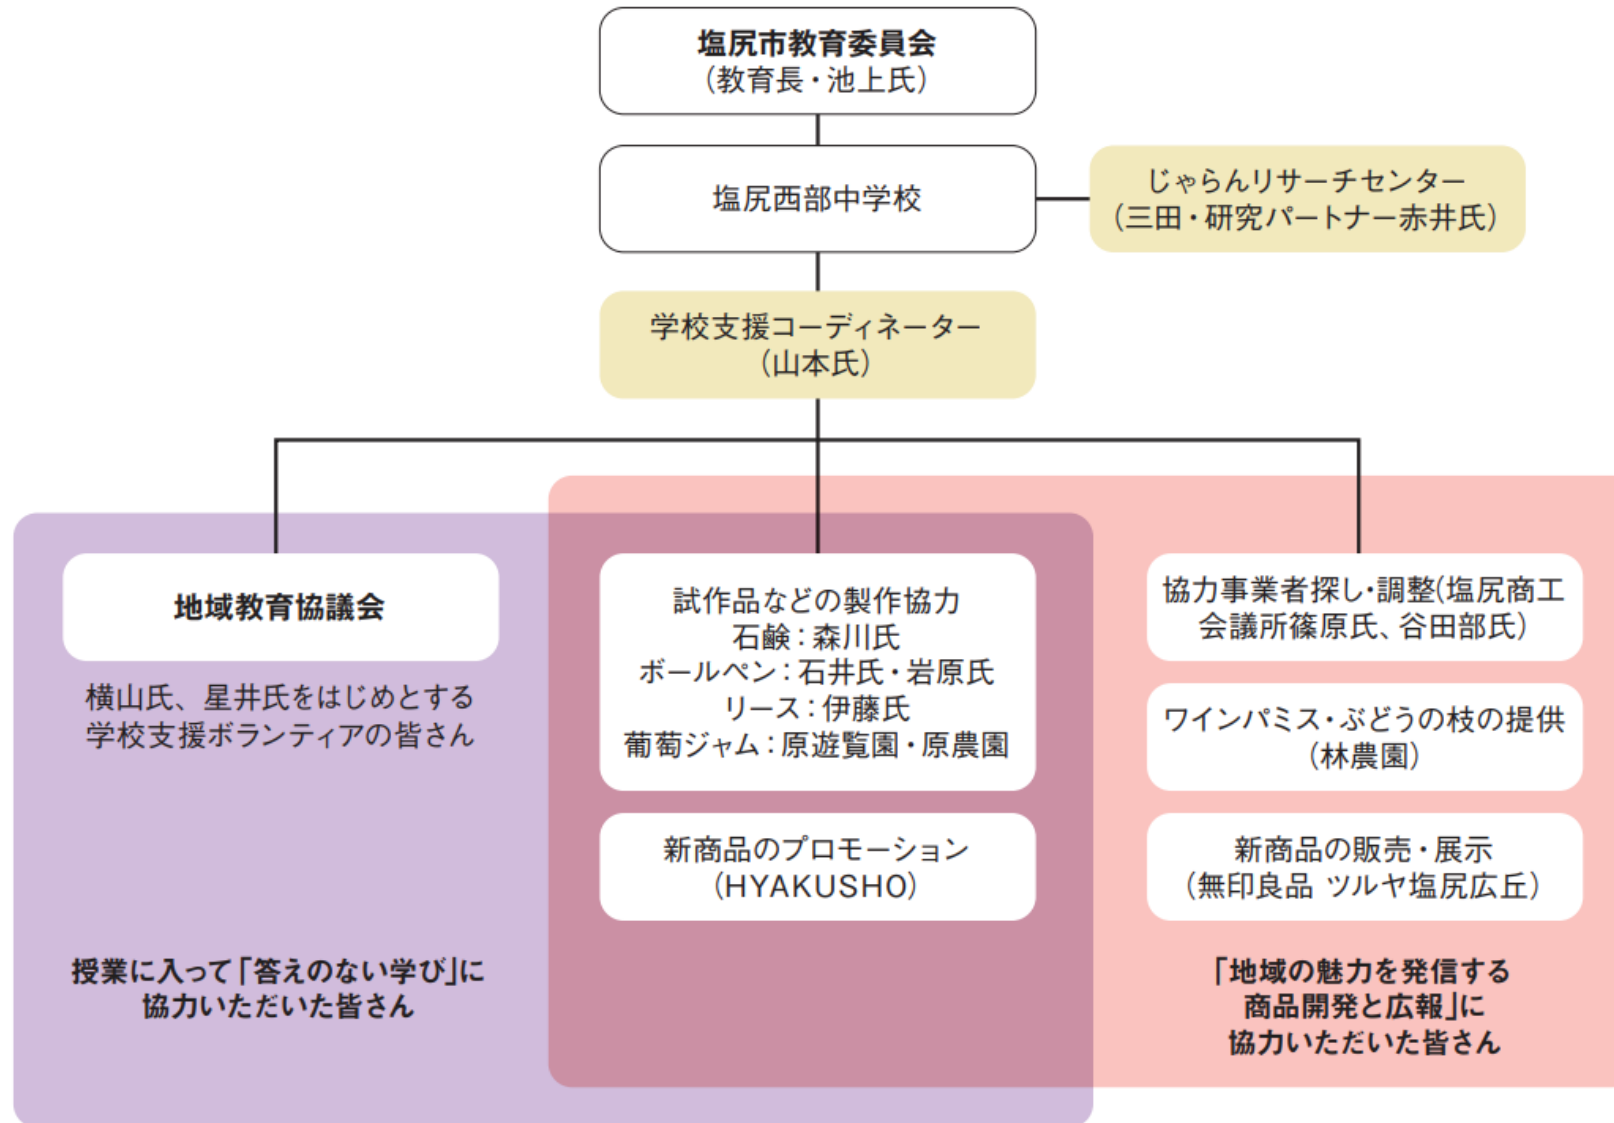 塩尻市教育委員会
（教育長・池上氏）
塩尻西部中学校
じゃらんリサーチセンター
（三田・研究パートナー赤井氏）
学校支援コーディネーター
（山本氏）
地域教育協議会
横山氏、星井氏をはじめとする
学校支援ボランティアの皆さん
授業に入って「答えのない学び」に
協力いただいた皆さん
試作品などの製作協力
石鹸：森川氏
ボールペン：石井氏・岩原氏
リース：伊藤氏
葡萄ジャム：原遊覧園・原農園
新商品のプロモーション
（HYAKUSHO）
協力事業者探し・調整(塩尻商工
会議所篠原氏、谷田部氏）
ワインパミス・ぶどうの枝の提供
（林農園）
新商品の販売・展示
（無印良品 ツルヤ塩尻広丘）
「地域の魅力を発信する
商品開発と広報」に
協力いただいた皆さん